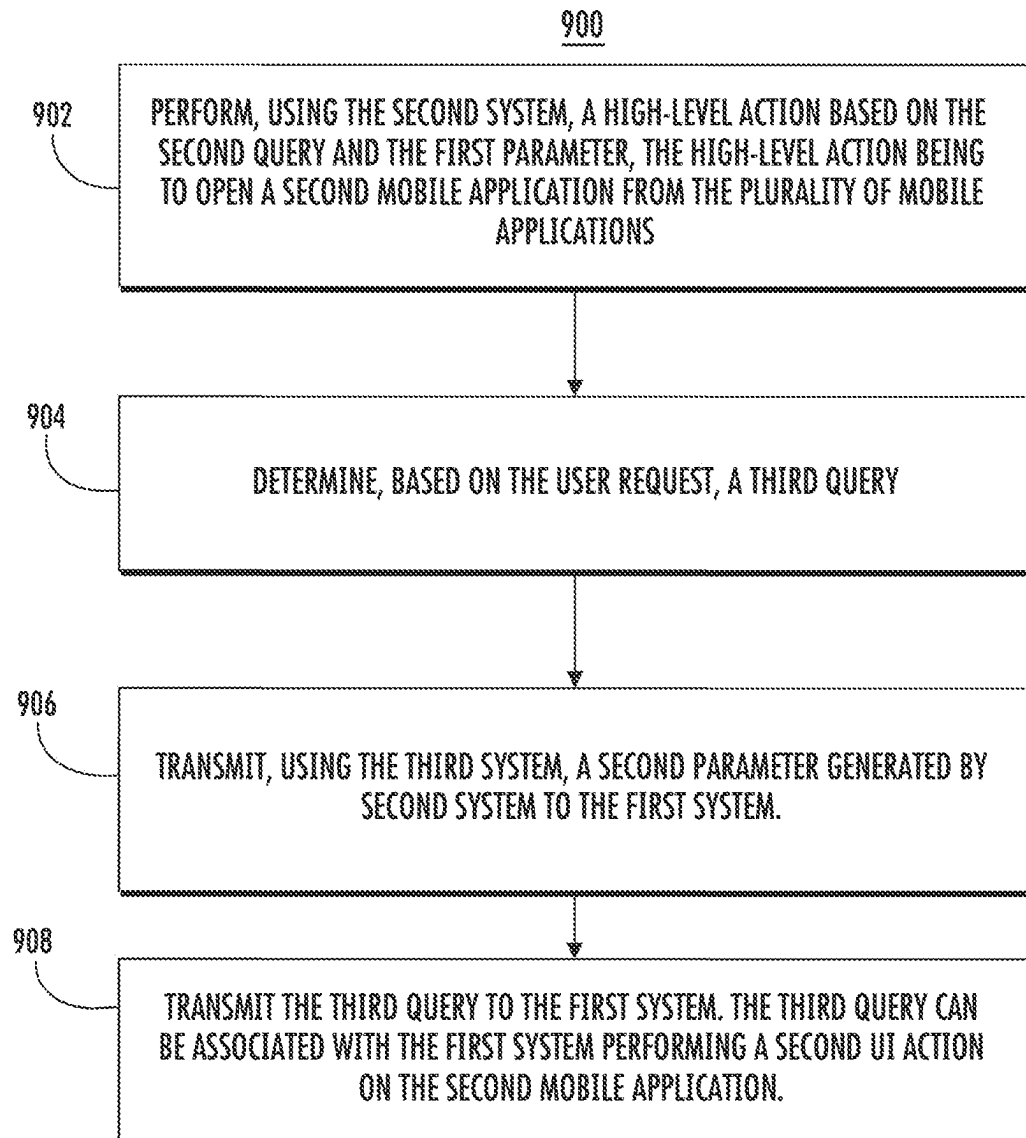 900
902
PERFORM, USING THE SECOND SYSTEM, A HIGH-LEVEL ACTION BASED ON THE
SECOND QUERY AND THE FIRST PARAMETER, THE HIGH-LEVEL ACTION BEING
TO OPEN A SECOND MOBILE APPLICATION FROM THE PLURALITY OF MOBILE
APPLICATIONS
904
DETERMINE, BASED ON THE USER REQUEST, A THIRD QUERY
906
TRANSMIT, USING THE THIRD SYSTEM, A SECOND PARAMETER GENERATED BY
SECOND SYSTEM TO THE FIRST SYSTEM.
908
TRANSMIT THE THIRD QUERY TO THE FIRST SYSTEM. THE THIRD QUERY CAN
BE ASSOCIATED WITH THE FIRST SYSTEM PERFORMING A SECOND UI ACTION
ON THE SECOND MOBILE APPLICATION.